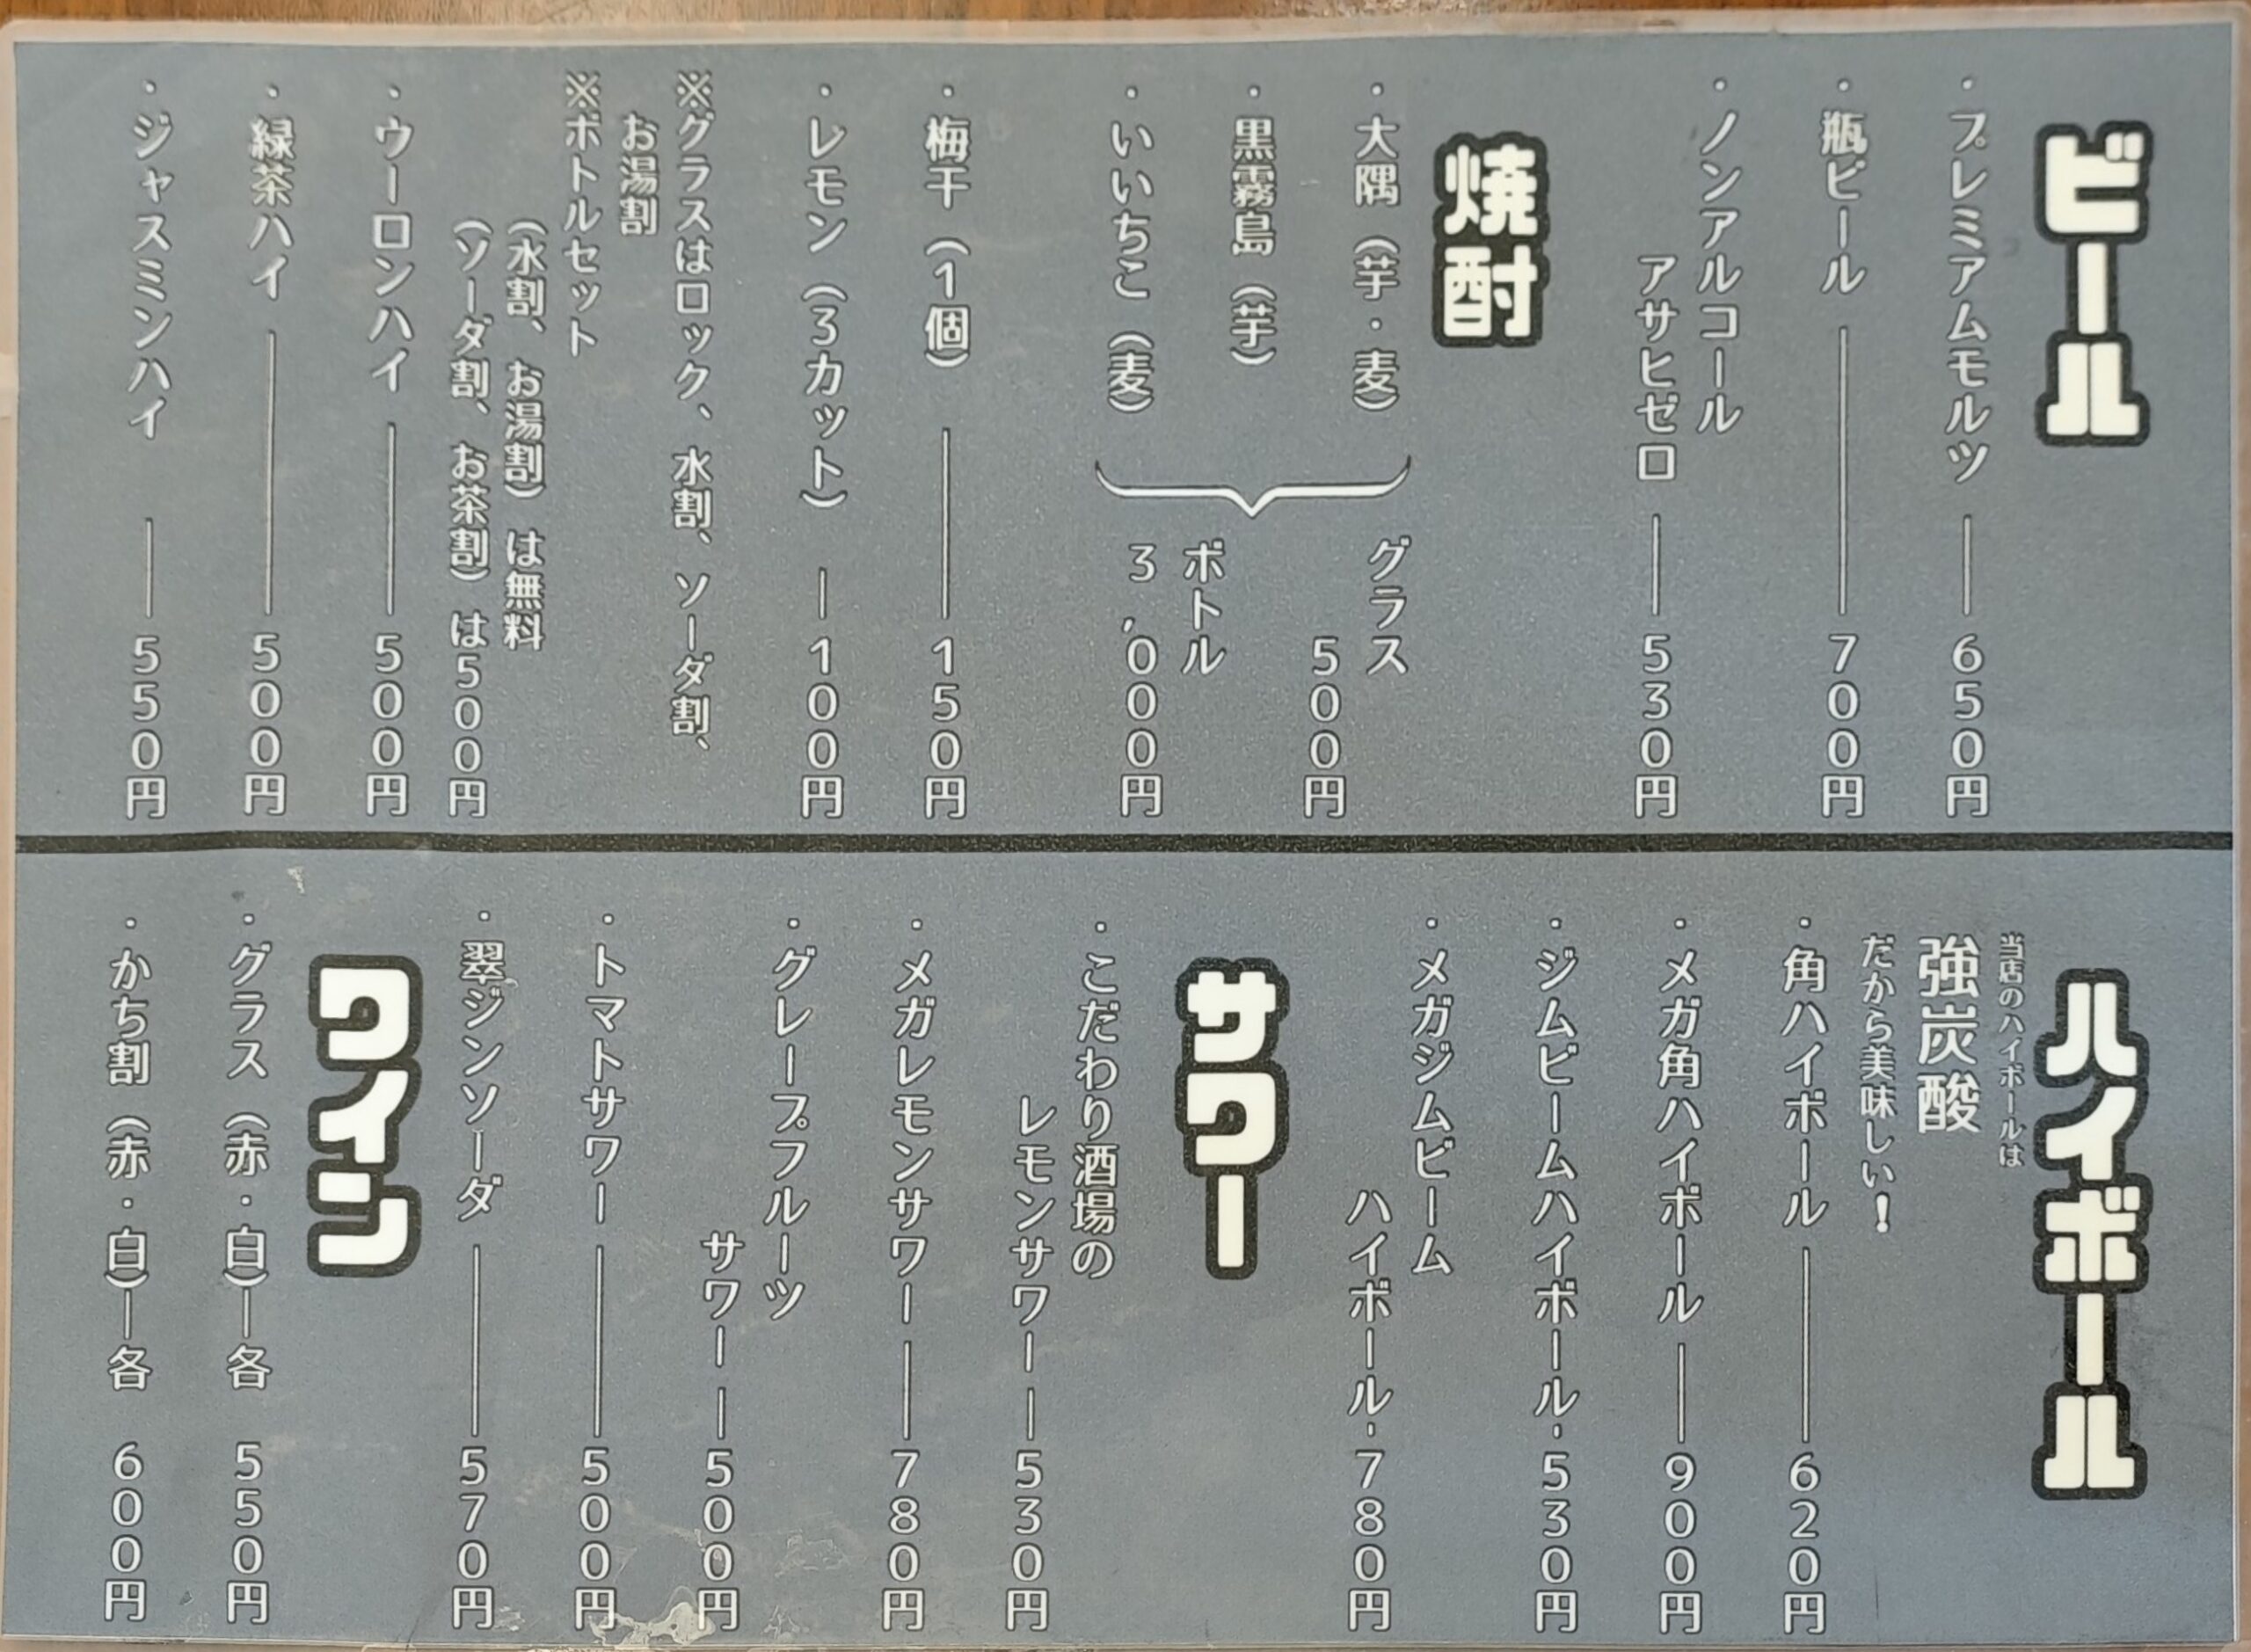 ビール
・プレミアムモルツ ― 650円
・瓶ビール ― 700円
・ノンアルコール
アサヒゼロ ― 530円
焼酎
・大隅（芋・麦）
・黒霧島（芋）
・いいちこ（麦）
グラス
500円
ボトル
3,000円
・梅干（1個） ― 150円
・レモン（3カット） ― 100円
※グラスはロック、水割、ソーダ割、
お湯割
※ボトルセット
（水割、お湯割）は無料
（ソーダ割、お茶割）は500円
・ウーロンハイ ― 500円
・緑茶ハイ ― 500円
・ジャスミンハイ ― 550円
ハイボール
当店のハイボールは
強炭酸
だから美味しい！
・角ハイボール ― 620円
・メガ角ハイボール ― 900円
・ジムビームハイボール - 530円
・メガジムビーム
ハイボール - 780円
サワー
・こだわり酒場の
レモンサワー ― 530円
・メガレモンサワー ― 780円
・グレープフルーツ
サワー ― 500円
・トマトサワー ― 500円
・翠ジンソーダ ― 570円
ワイン
・グラス（赤・白）― 各 550円
・かち割（赤・白）― 各 600円